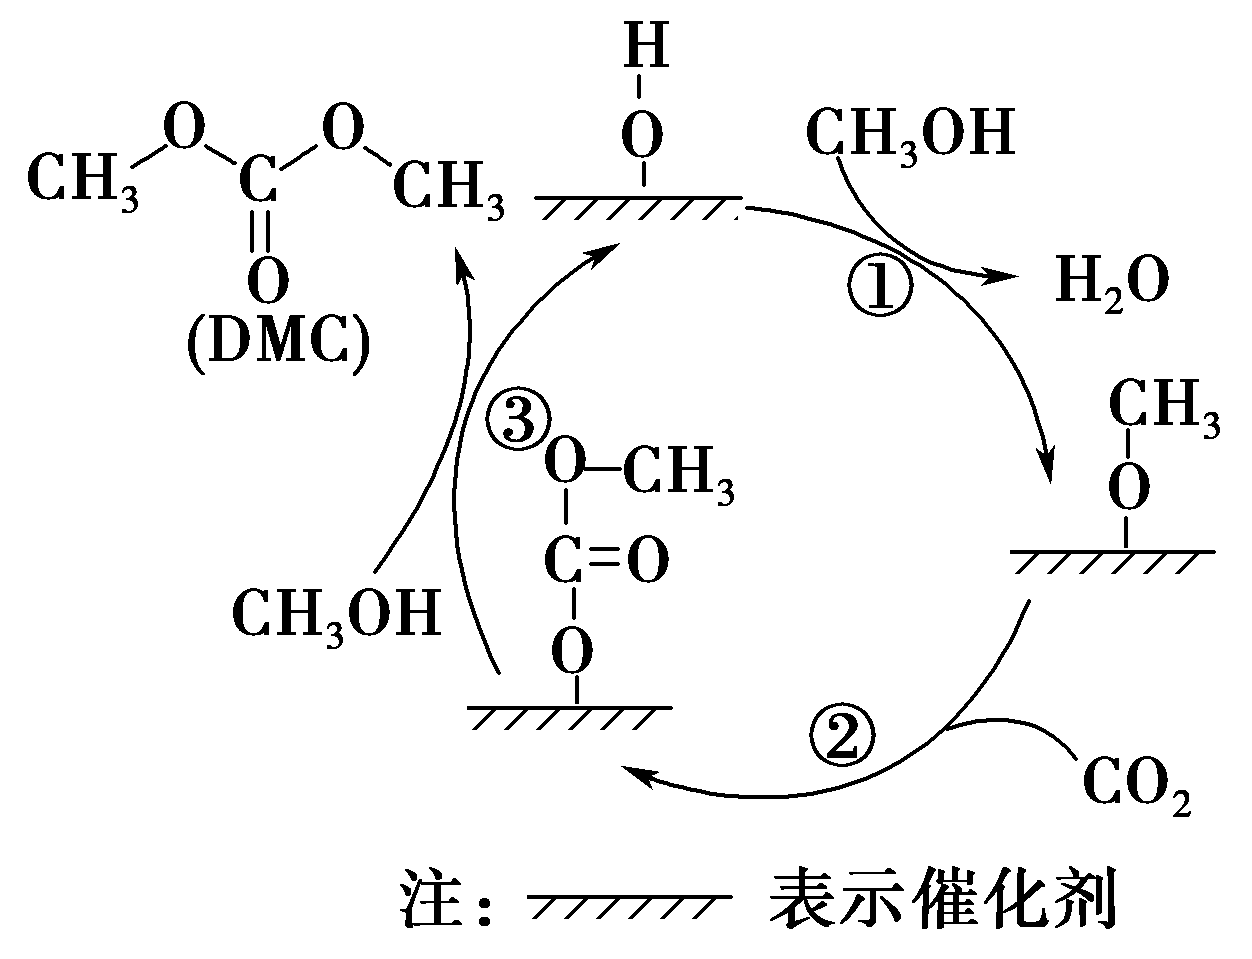 H
O
CH₃OH
①
H₂O
CH₃
O
CH₃ O C O CH₃
O
(DMC)
③
O CH₃
C=O
O
CH₃OH
②
CO₂
注： 表示催化剂